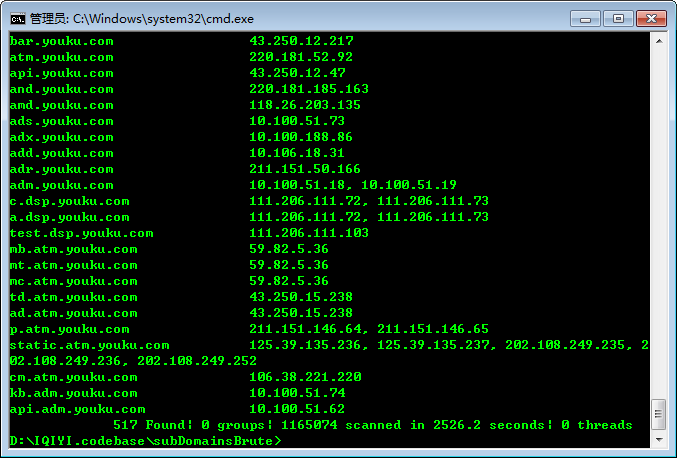 管理员: C:\Windows\system32\cmd.exe
bar.youku.com 43.250.12.217
atm.youku.com 220.181.52.92
api.youku.com 43.250.12.47
and.youku.com 220.181.185.163
amd.youku.com 118.26.203.135
ads.youku.com 10.100.51.73
adx.youku.com 10.100.188.86
add.youku.com 10.106.18.31
adr.youku.com 211.151.50.166
adm.youku.com 10.100.51.18, 10.100.51.19
c.dsp.youku.com 111.206.111.72, 111.206.111.73
a.dsp.youku.com 111.206.111.72, 111.206.111.73
test.dsp.youku.com 111.206.111.103
mb.atm.youku.com 59.82.5.36
mt.atm.youku.com 59.82.5.36
mc.atm.youku.com 59.82.5.36
td.atm.youku.com 43.250.15.238
ad.atm.youku.com 43.250.15.238
p.atm.youku.com 211.151.146.64, 211.151.146.65
static.atm.youku.com 125.39.135.236, 125.39.135.237, 202.108.249.235, 2
02.108.249.236, 202.108.249.252
cm.atm.youku.com 106.38.221.220
kb.adm.youku.com 10.100.51.74
api.adm.youku.com 10.100.51.62
517 Found| 0 groups| 1165074 scanned in 2526.2 seconds| 0 threads
D:\IQIYI.codebase\subDomainsBrute>